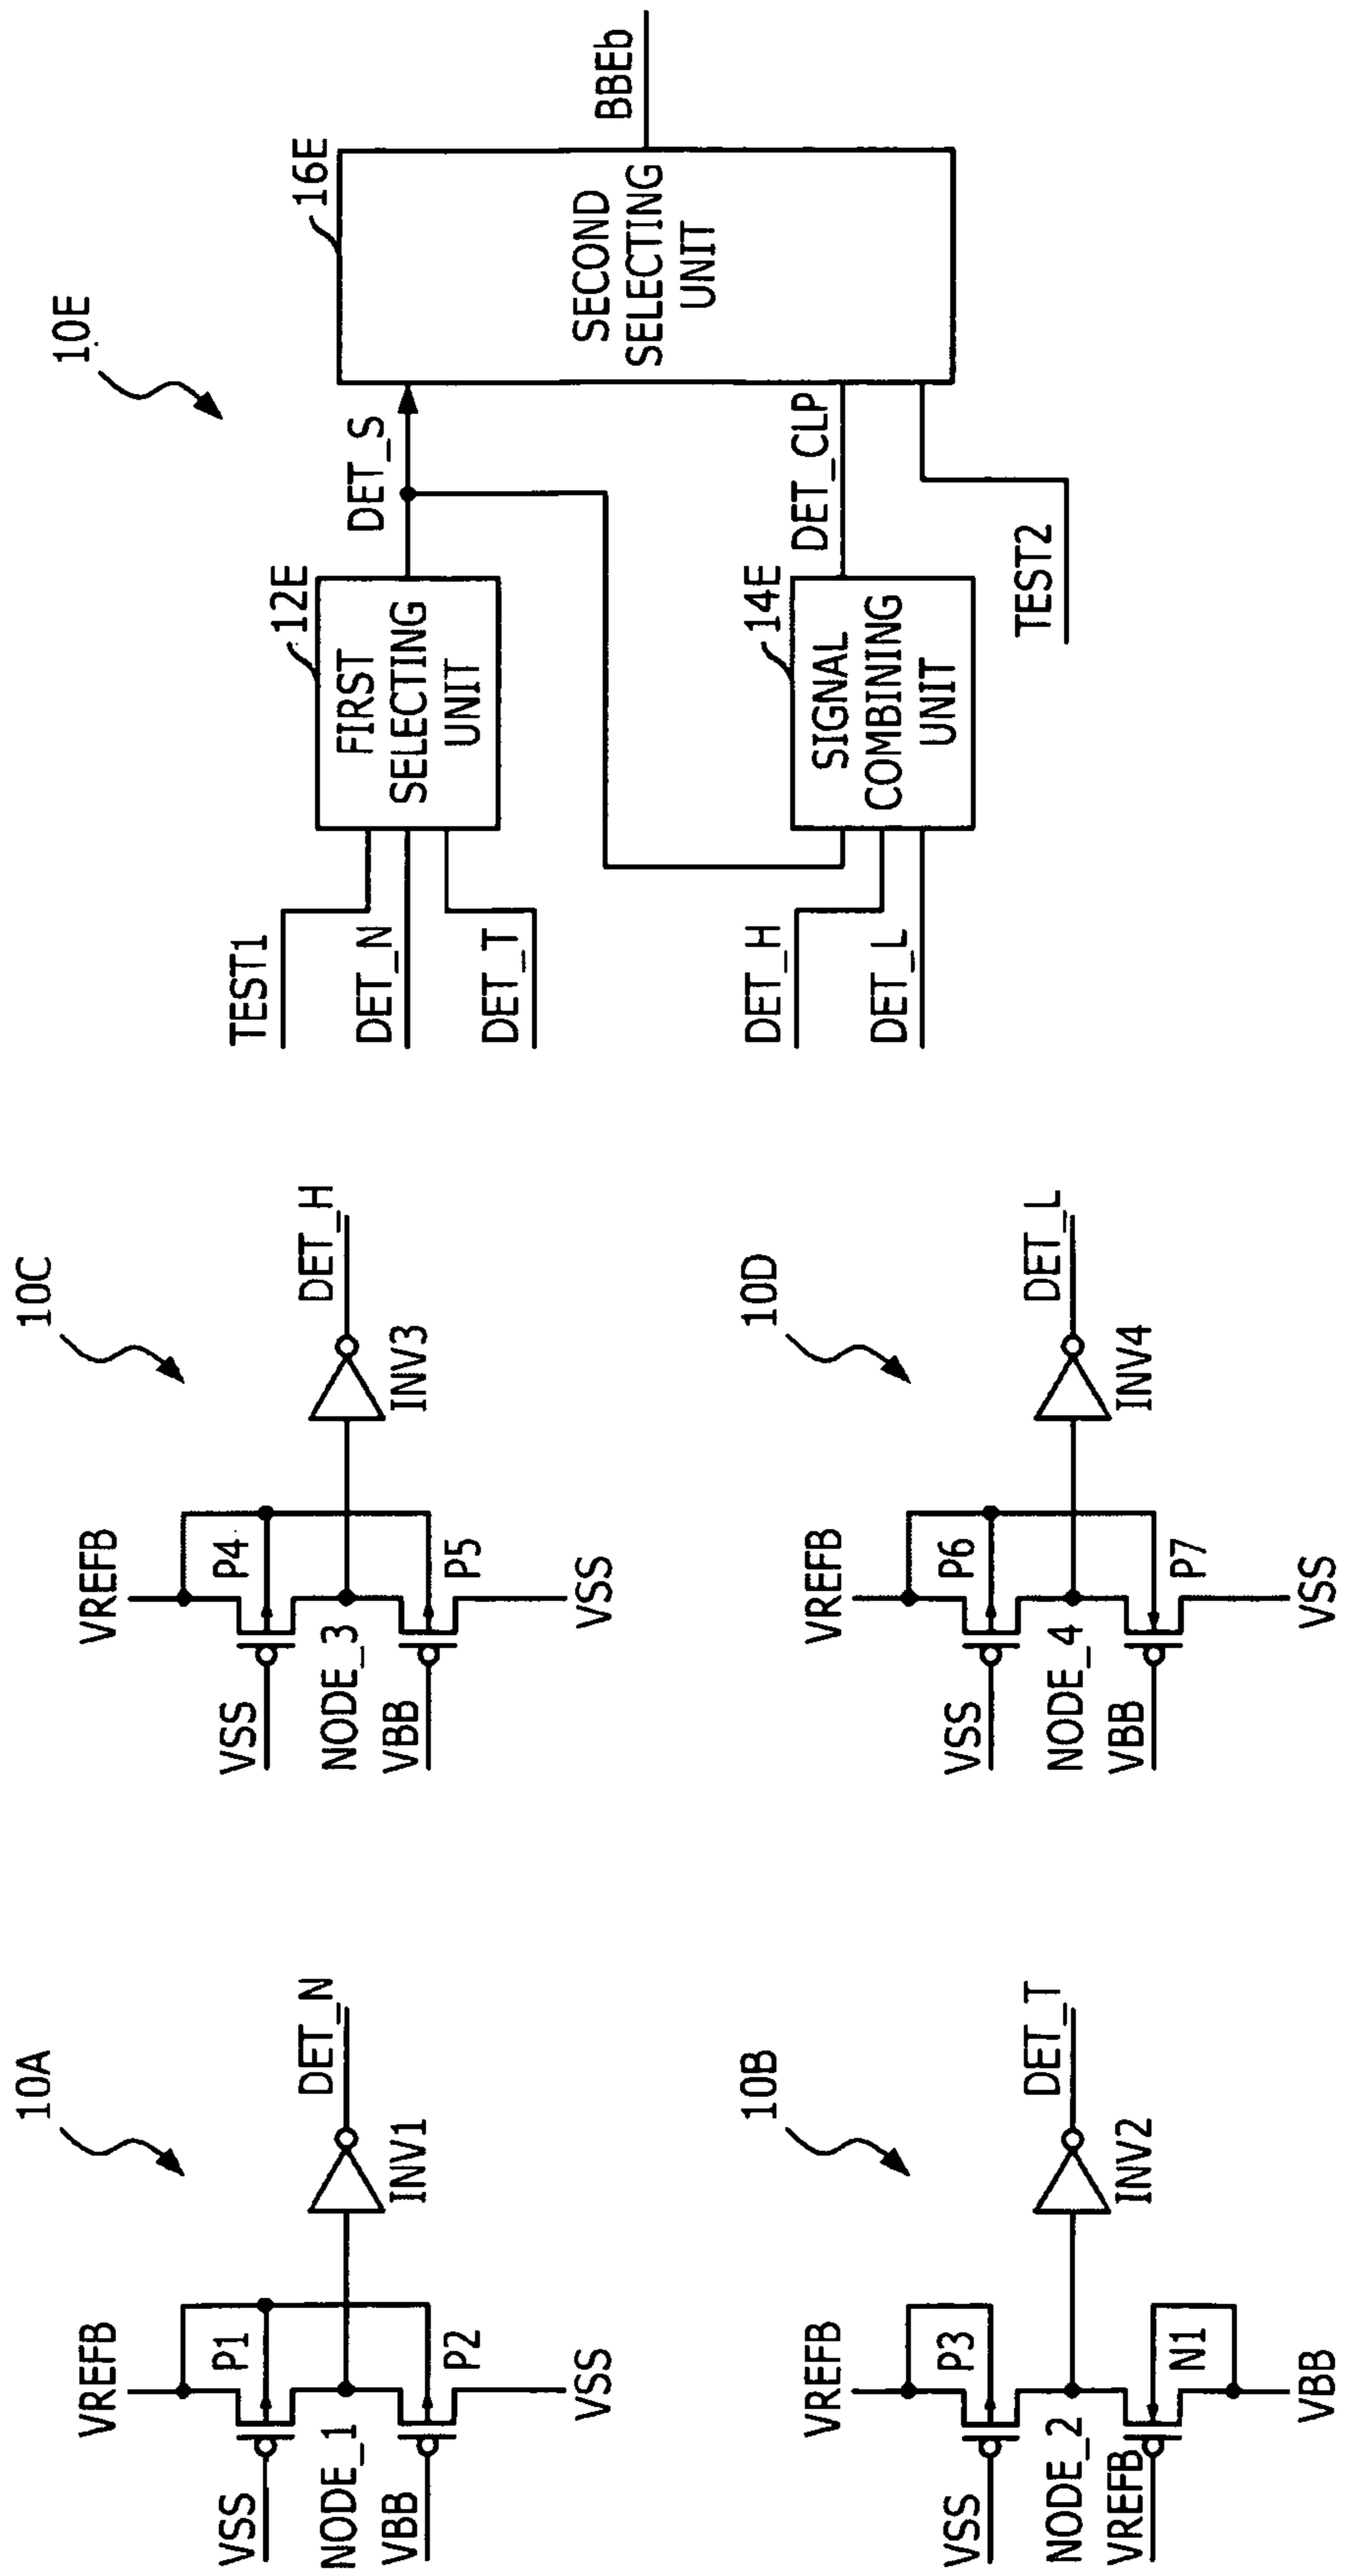 10A
VREFB
P1
VSS
NODE_1
VBB
P2
VSS
INV1
DET_N
10B
VREFB
P3
VSS
NODE_2
VREFB
N1
VBB
INV2
DET_T
10C
VREFB
P4
VSS
NODE_3
VBB
P5
VSS
INV3
DET_H
10D
VREFB
P6
VSS
NODE_4
VBB
P7
VSS
INV4
DET_L
10E
TEST1
DET_N
DET_T
12E
FIRST
SELECTING
UNIT
DET_S
DET_H
DET_L
14E
SIGNAL
COMBINING
UNIT
DET_CLP
TEST2
16E
SECOND
SELECTING
UNIT
BBEb